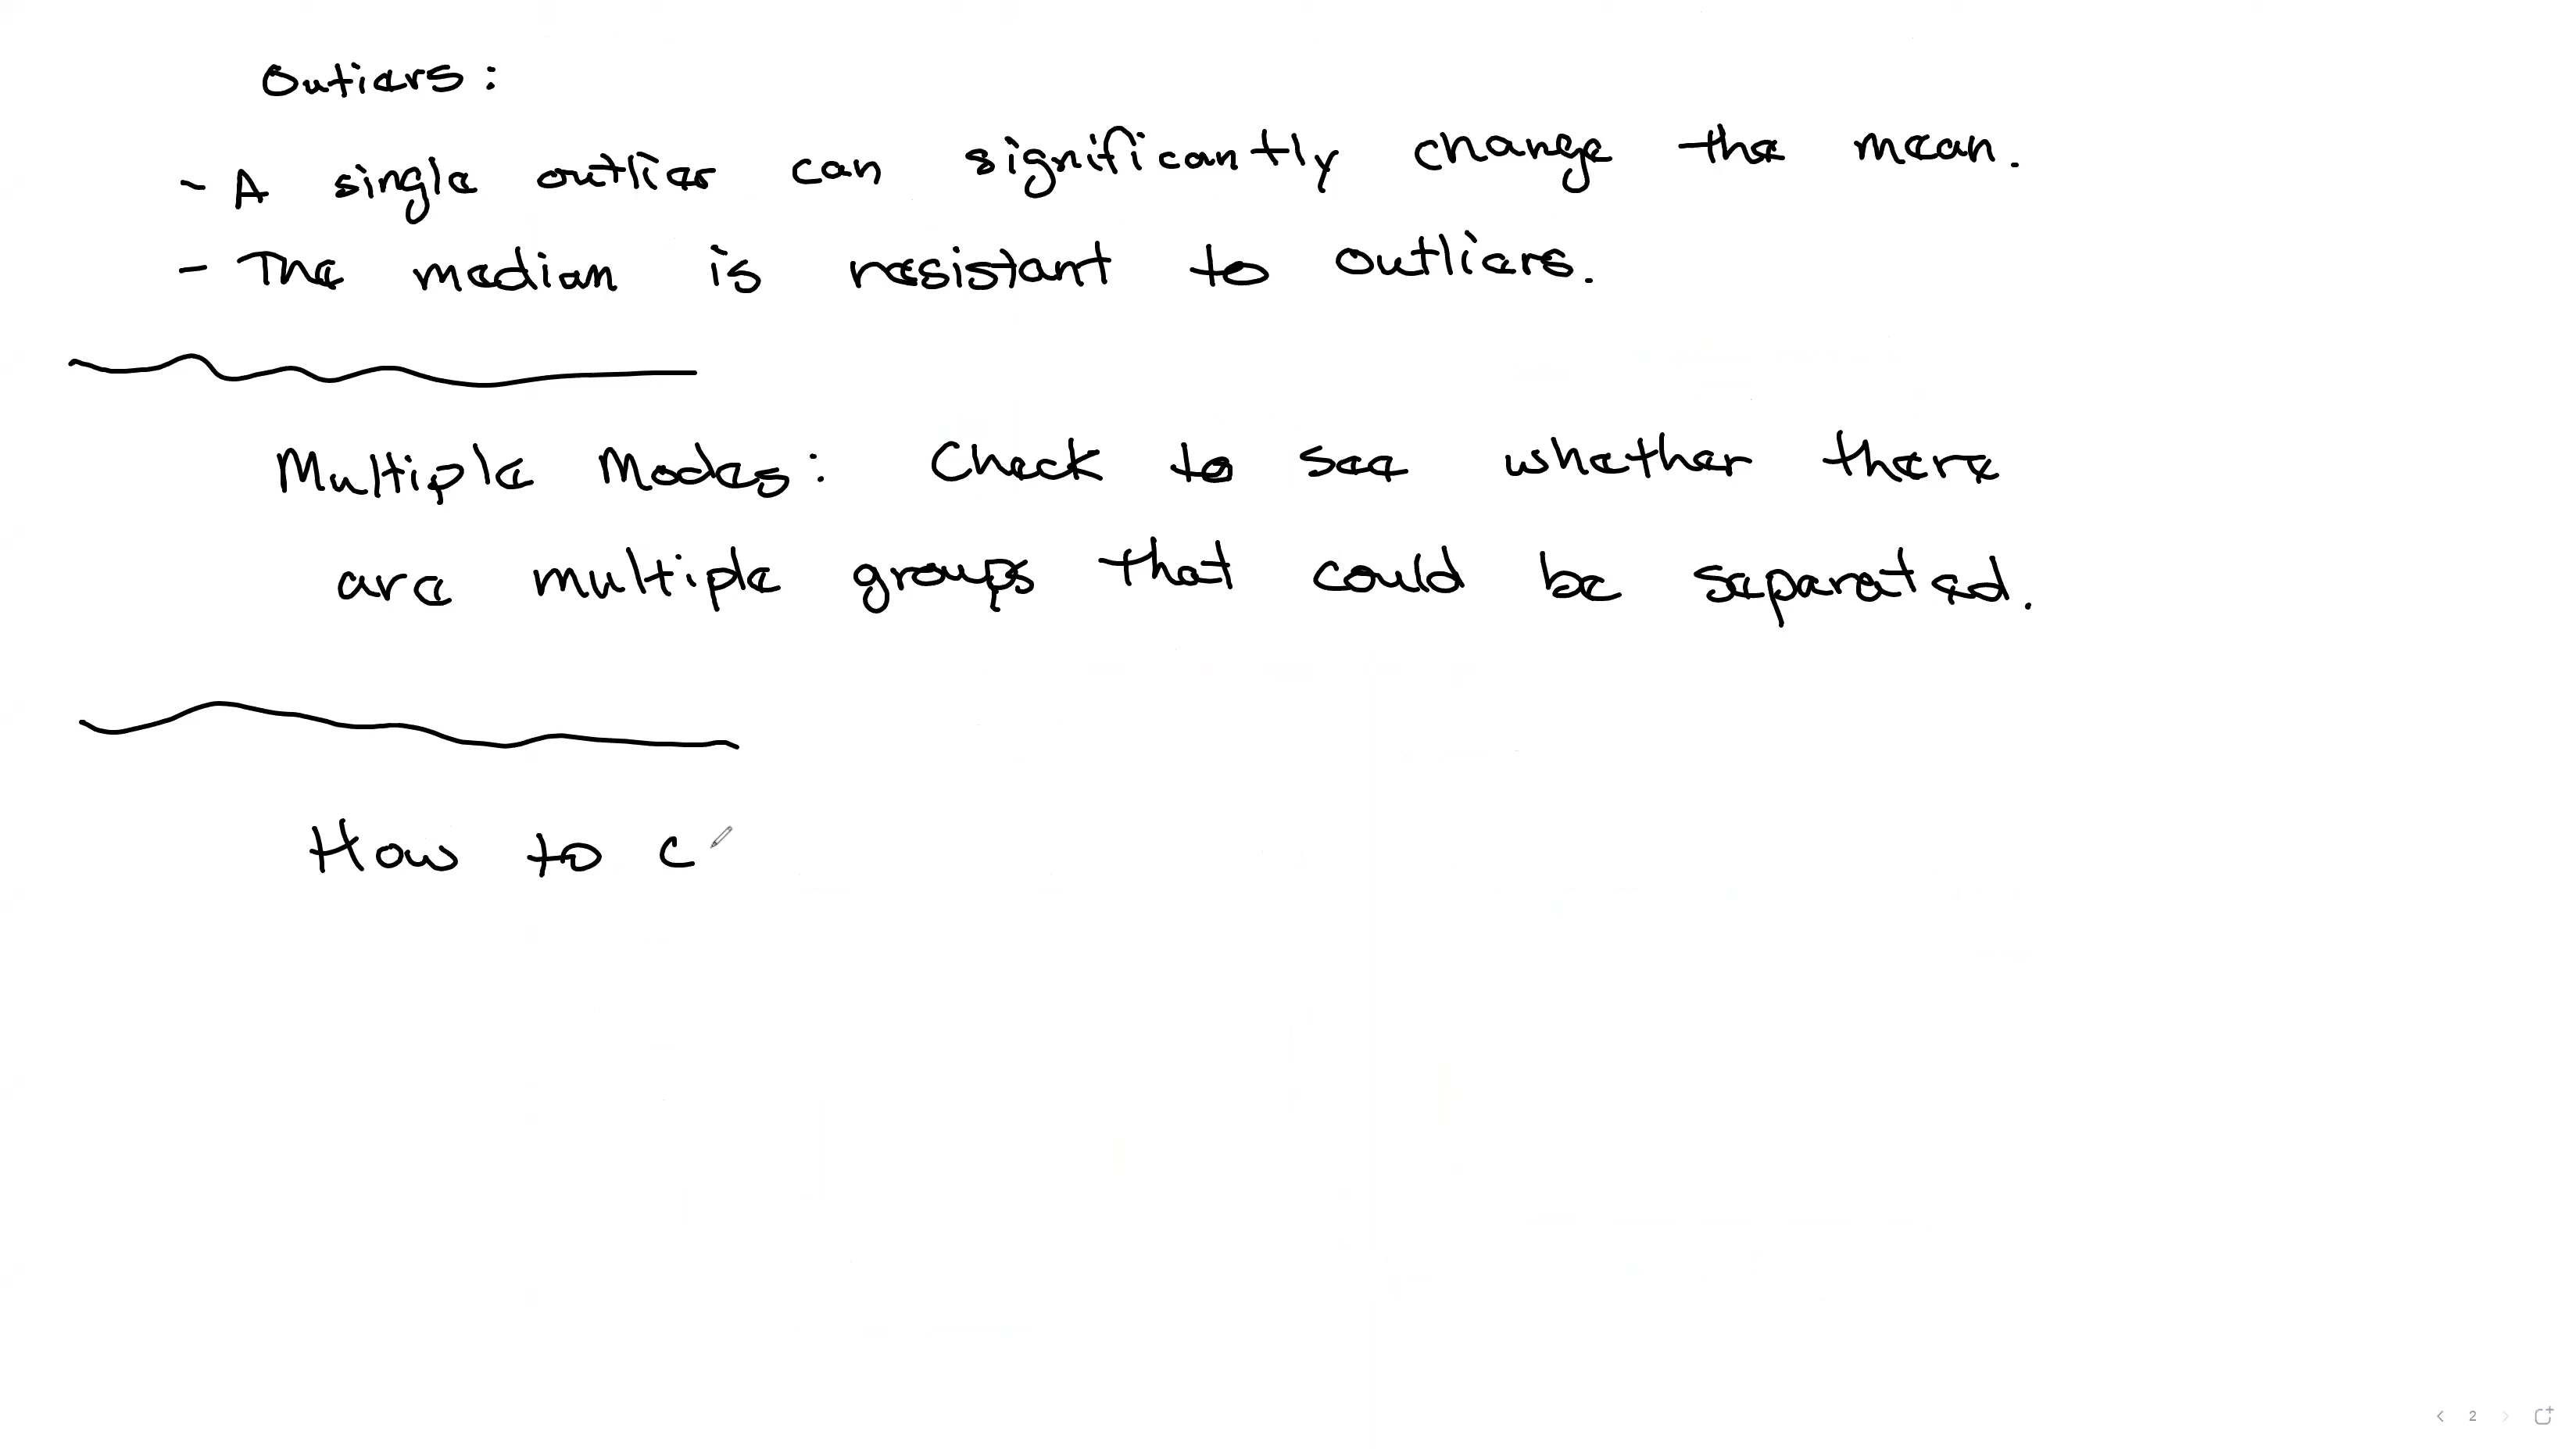 Outiers:
- A single outlier can significantly change the mean.
- The median is resistant to outliers.
Multiple Modes: Check to see whether there
are multiple groups that could be separated.
How to c
2